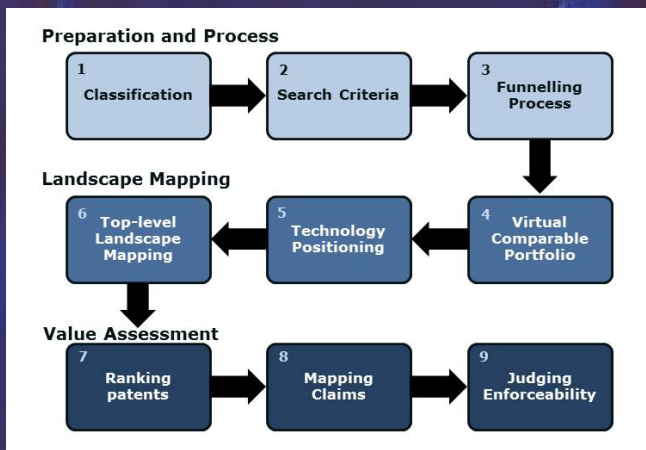 Preparation and Process
1
Classification
2
Search Criteria
3
Funnelling
Process
Landscape Mapping
6
Top-level
Landscape
Mapping
5
Technology
Positioning
4
Virtual
Comparable
Portfolio
Value Assessment
7
Ranking
patents
8
Mapping
Claims
9
Judging
Enforceability